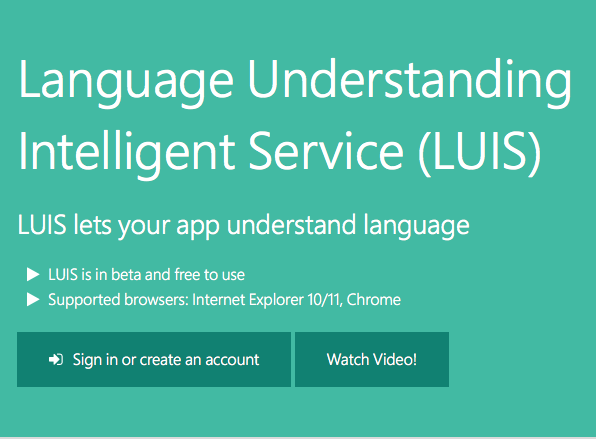 Language Understanding
Intelligent Service (LUIS)
LUIS lets your app understand language
LUIS is in beta and free to use
Supported browsers: Internet Explorer 10/11, Chrome
Sign in or create an account
Watch Video!